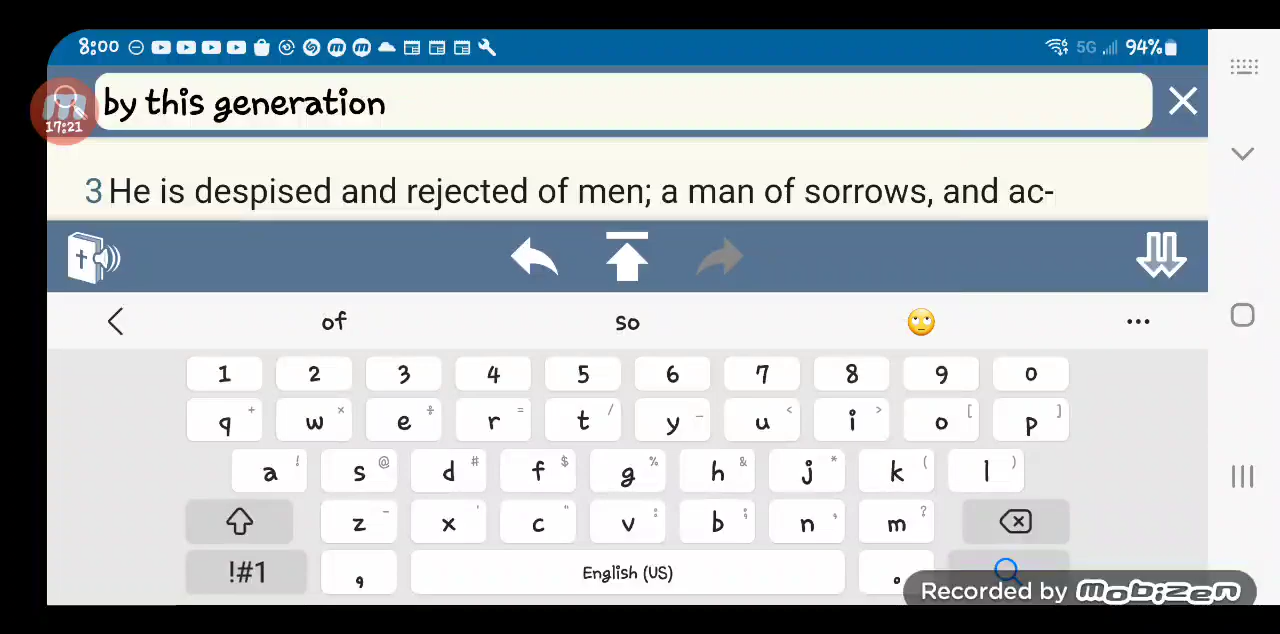 8:00 5G 94%
by this generation
17:21
3 He is despised and rejected of men; a man of sorrows, and ac-
of so
1 2 3 4 5 6 7 8 9 0
q + w × e ÷ r = t / y _ u < i > o [ p ]
a ! s @ d # f $ g % h & j * k ( l )
z - x ' c " v : b ; n , m ?
!#1 , English (US) .
Recorded by mobizen